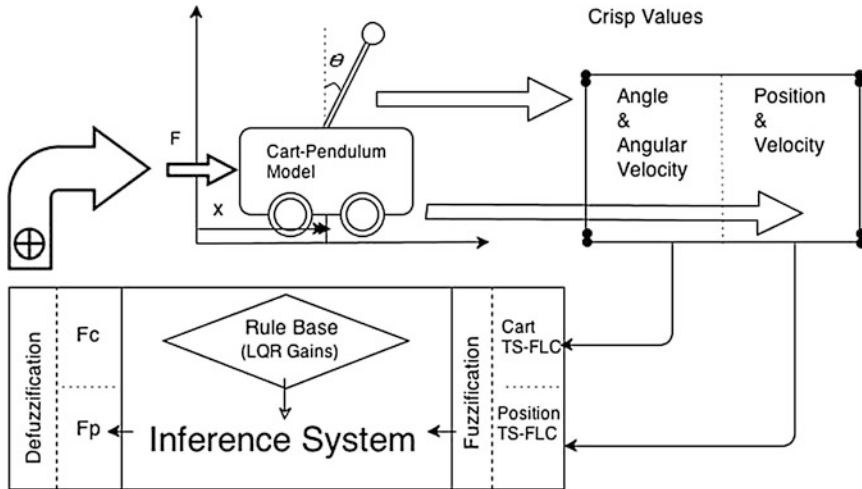 Crisp Values
θ
F
Cart-Pendulum
Model
X
Angle
&
Angular
Velocity
Position
&
Velocity
Defuzzification
Fc
Fp
Rule Base
(LQR Gains)
Inference System
Fuzzification
Cart
TS-FLC
Position
TS-FLC